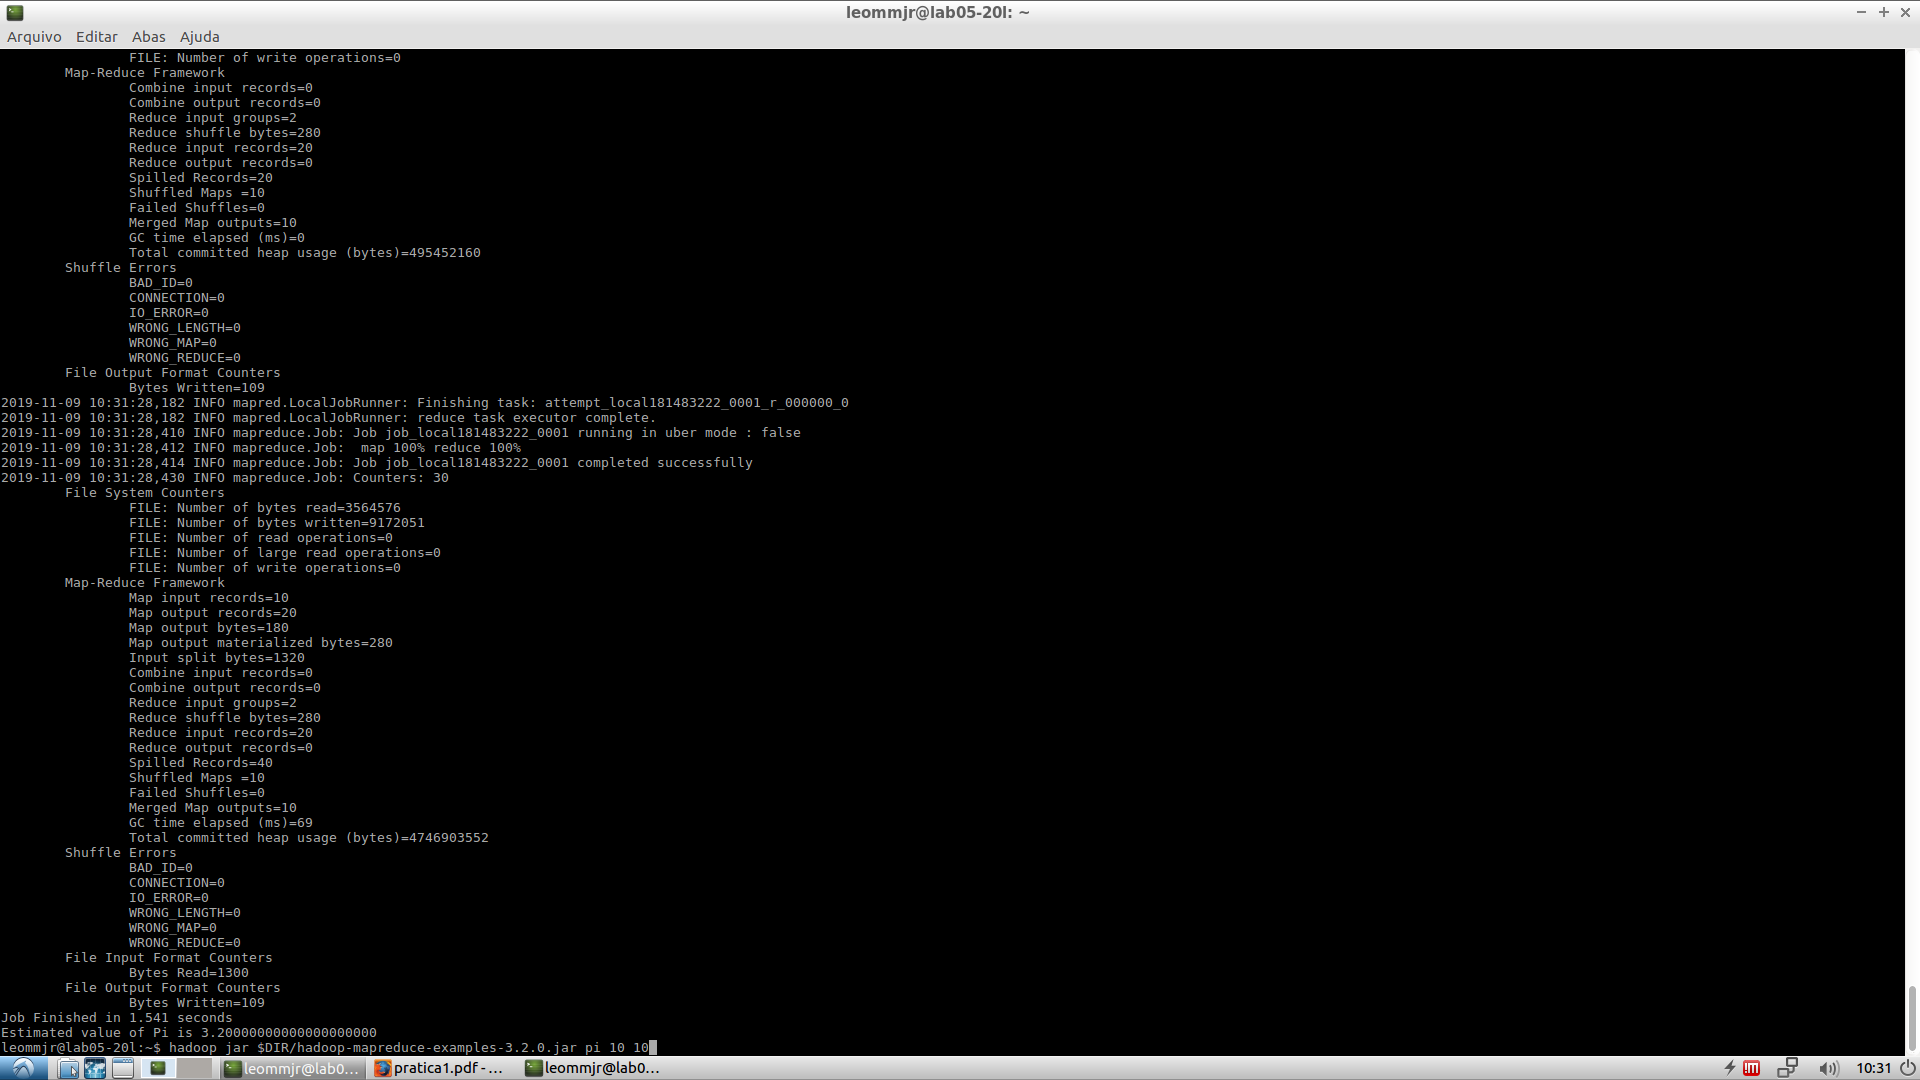 leommjr@lab05-20l: ~
Arquivo Editar Abas Ajuda
FILE: Number of write operations=0
Map-Reduce Framework
Combine input records=0
Combine output records=0
Reduce input groups=2
Reduce shuffle bytes=280
Reduce input records=20
Reduce output records=0
Spilled Records=20
Shuffled Maps =10
Failed Shuffles=0
Merged Map outputs=10
GC time elapsed (ms)=0
Total committed heap usage (bytes)=495452160
Shuffle Errors
BAD_ID=0
CONNECTION=0
IO_ERROR=0
WRONG_LENGTH=0
WRONG_MAP=0
WRONG_REDUCE=0
File Output Format Counters
Bytes Written=109
2019-11-09 10:31:28,182 INFO mapred.LocalJobRunner: Finishing task: attempt_local181483222_0001_r_000000_0
2019-11-09 10:31:28,182 INFO mapred.LocalJobRunner: reduce task executor complete.
2019-11-09 10:31:28,410 INFO mapreduce.Job: Job job_local181483222_0001 running in uber mode : false
2019-11-09 10:31:28,412 INFO mapreduce.Job:  map 100% reduce 100%
2019-11-09 10:31:28,414 INFO mapreduce.Job: Job job_local181483222_0001 completed successfully
2019-11-09 10:31:28,430 INFO mapreduce.Job: Counters: 30
File System Counters
FILE: Number of bytes read=3564576
FILE: Number of bytes written=9172051
FILE: Number of read operations=0
FILE: Number of large read operations=0
FILE: Number of write operations=0
Map-Reduce Framework
Map input records=10
Map output records=20
Map output bytes=180
Map output materialized bytes=280
Input split bytes=1320
Combine input records=0
Combine output records=0
Reduce input groups=2
Reduce shuffle bytes=280
Reduce input records=20
Reduce output records=0
Spilled Records=40
Shuffled Maps =10
Failed Shuffles=0
Merged Map outputs=10
GC time elapsed (ms)=69
Total committed heap usage (bytes)=4746903552
Shuffle Errors
BAD_ID=0
CONNECTION=0
IO_ERROR=0
WRONG_LENGTH=0
WRONG_MAP=0
WRONG_REDUCE=0
File Input Format Counters
Bytes Read=1300
File Output Format Counters
Bytes Written=109
Job Finished in 1.541 seconds
Estimated value of Pi is 3.20000000000000000000
leommjr@lab05-20l:~$ hadoop jar $DIR/hadoop-mapreduce-examples-3.2.0.jar pi 10 10
leommjr@lab0... pratica1.pdf - ... leommjr@lab0... 10:31